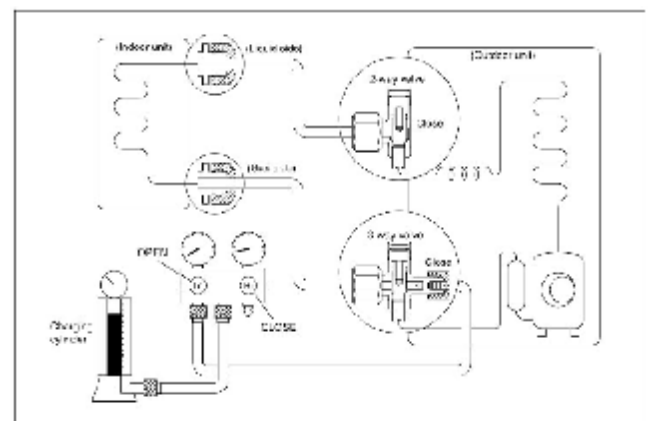 (Indoor unit)
(Liquid side)
(Outdoor unit)
2-way valve
Close
(Gas side)
3-way valve
Close
OPEN
CLOSE
Charging
cylinder